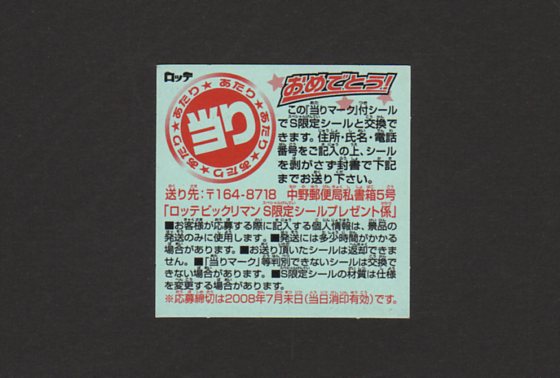 ロッテ
あたり★あたり★あたり★あたり★
当り
おめでとう!
この「当りマーク」付シール
でS限定シールと交換で
きます。住所・氏名・電話
番号をご記入の上、シール
を剥がさず封書で下記
までお送り下さい。
送り先:〒164-8718 中野郵便局私書箱5号
「ロッテビックリマン S限定シールプレゼント係」
■お客様が応募する際に記入する個人情報は、景品の
発送のみに使用します。■発送には多少時間がかかる
場合があります。■お送り頂いたシールは返却できま
せん。■「当りマーク」等判別できないシールは交換で
きない場合があります。■S限定シールの材質は仕様
を変更する場合があります。
※応募締切は2008年7月末日(当日消印有効)です。